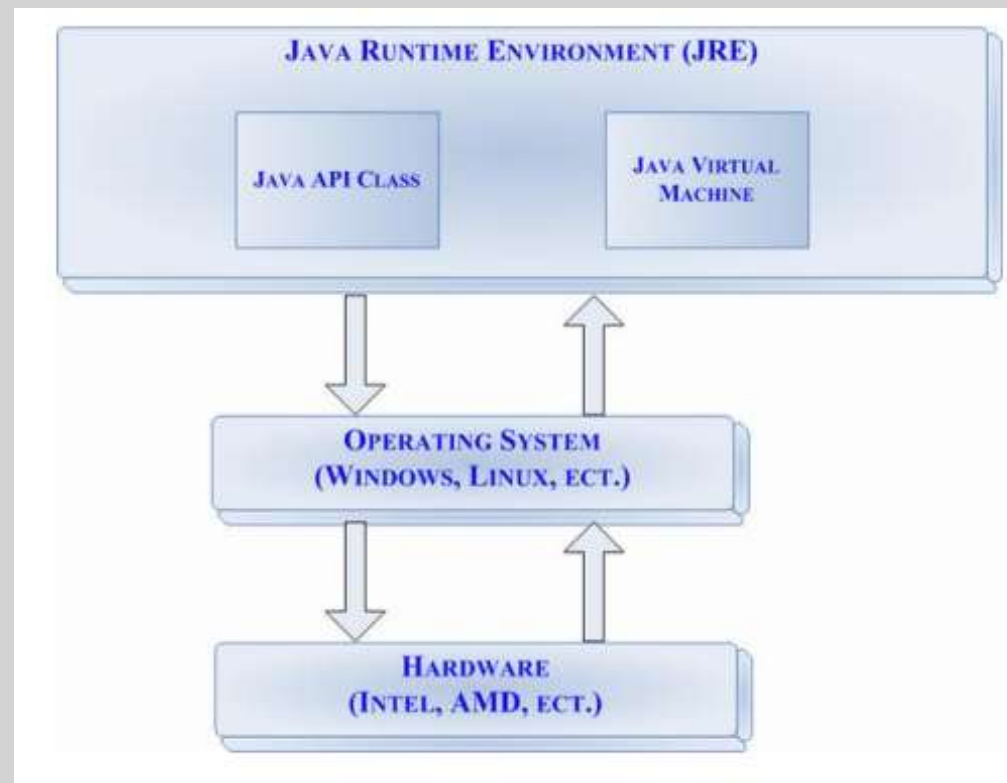 JAVA RUNTIME ENVIRONMENT (JRE)
JAVA API CLASS
JAVA VIRTUAL
MACHINE
OPERATING SYSTEM
(WINDOWS, LINUX, ECT.)
HARDWARE
(INTEL, AMD, ECT.)